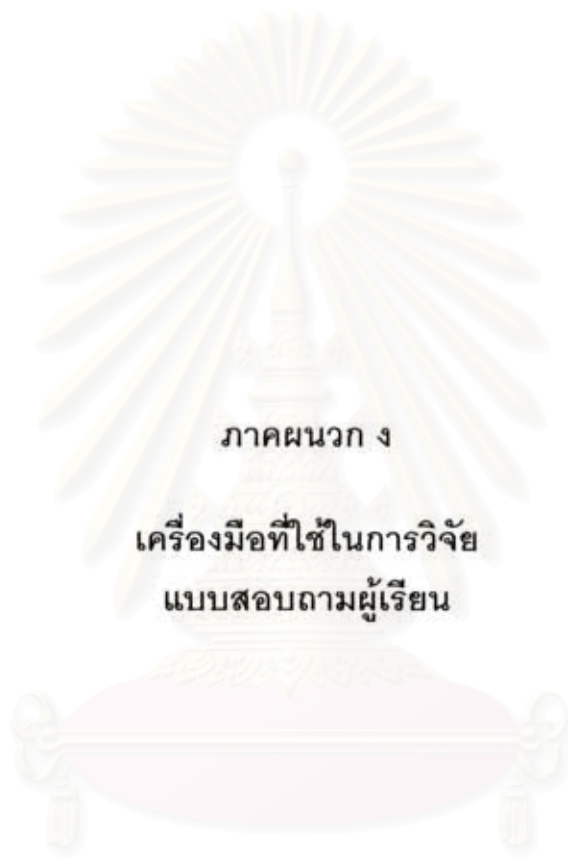 ภาคผนวก ง
เครื่องมือที่ใช้ในการวิจัย
แบบสอบถามผู้เรียน